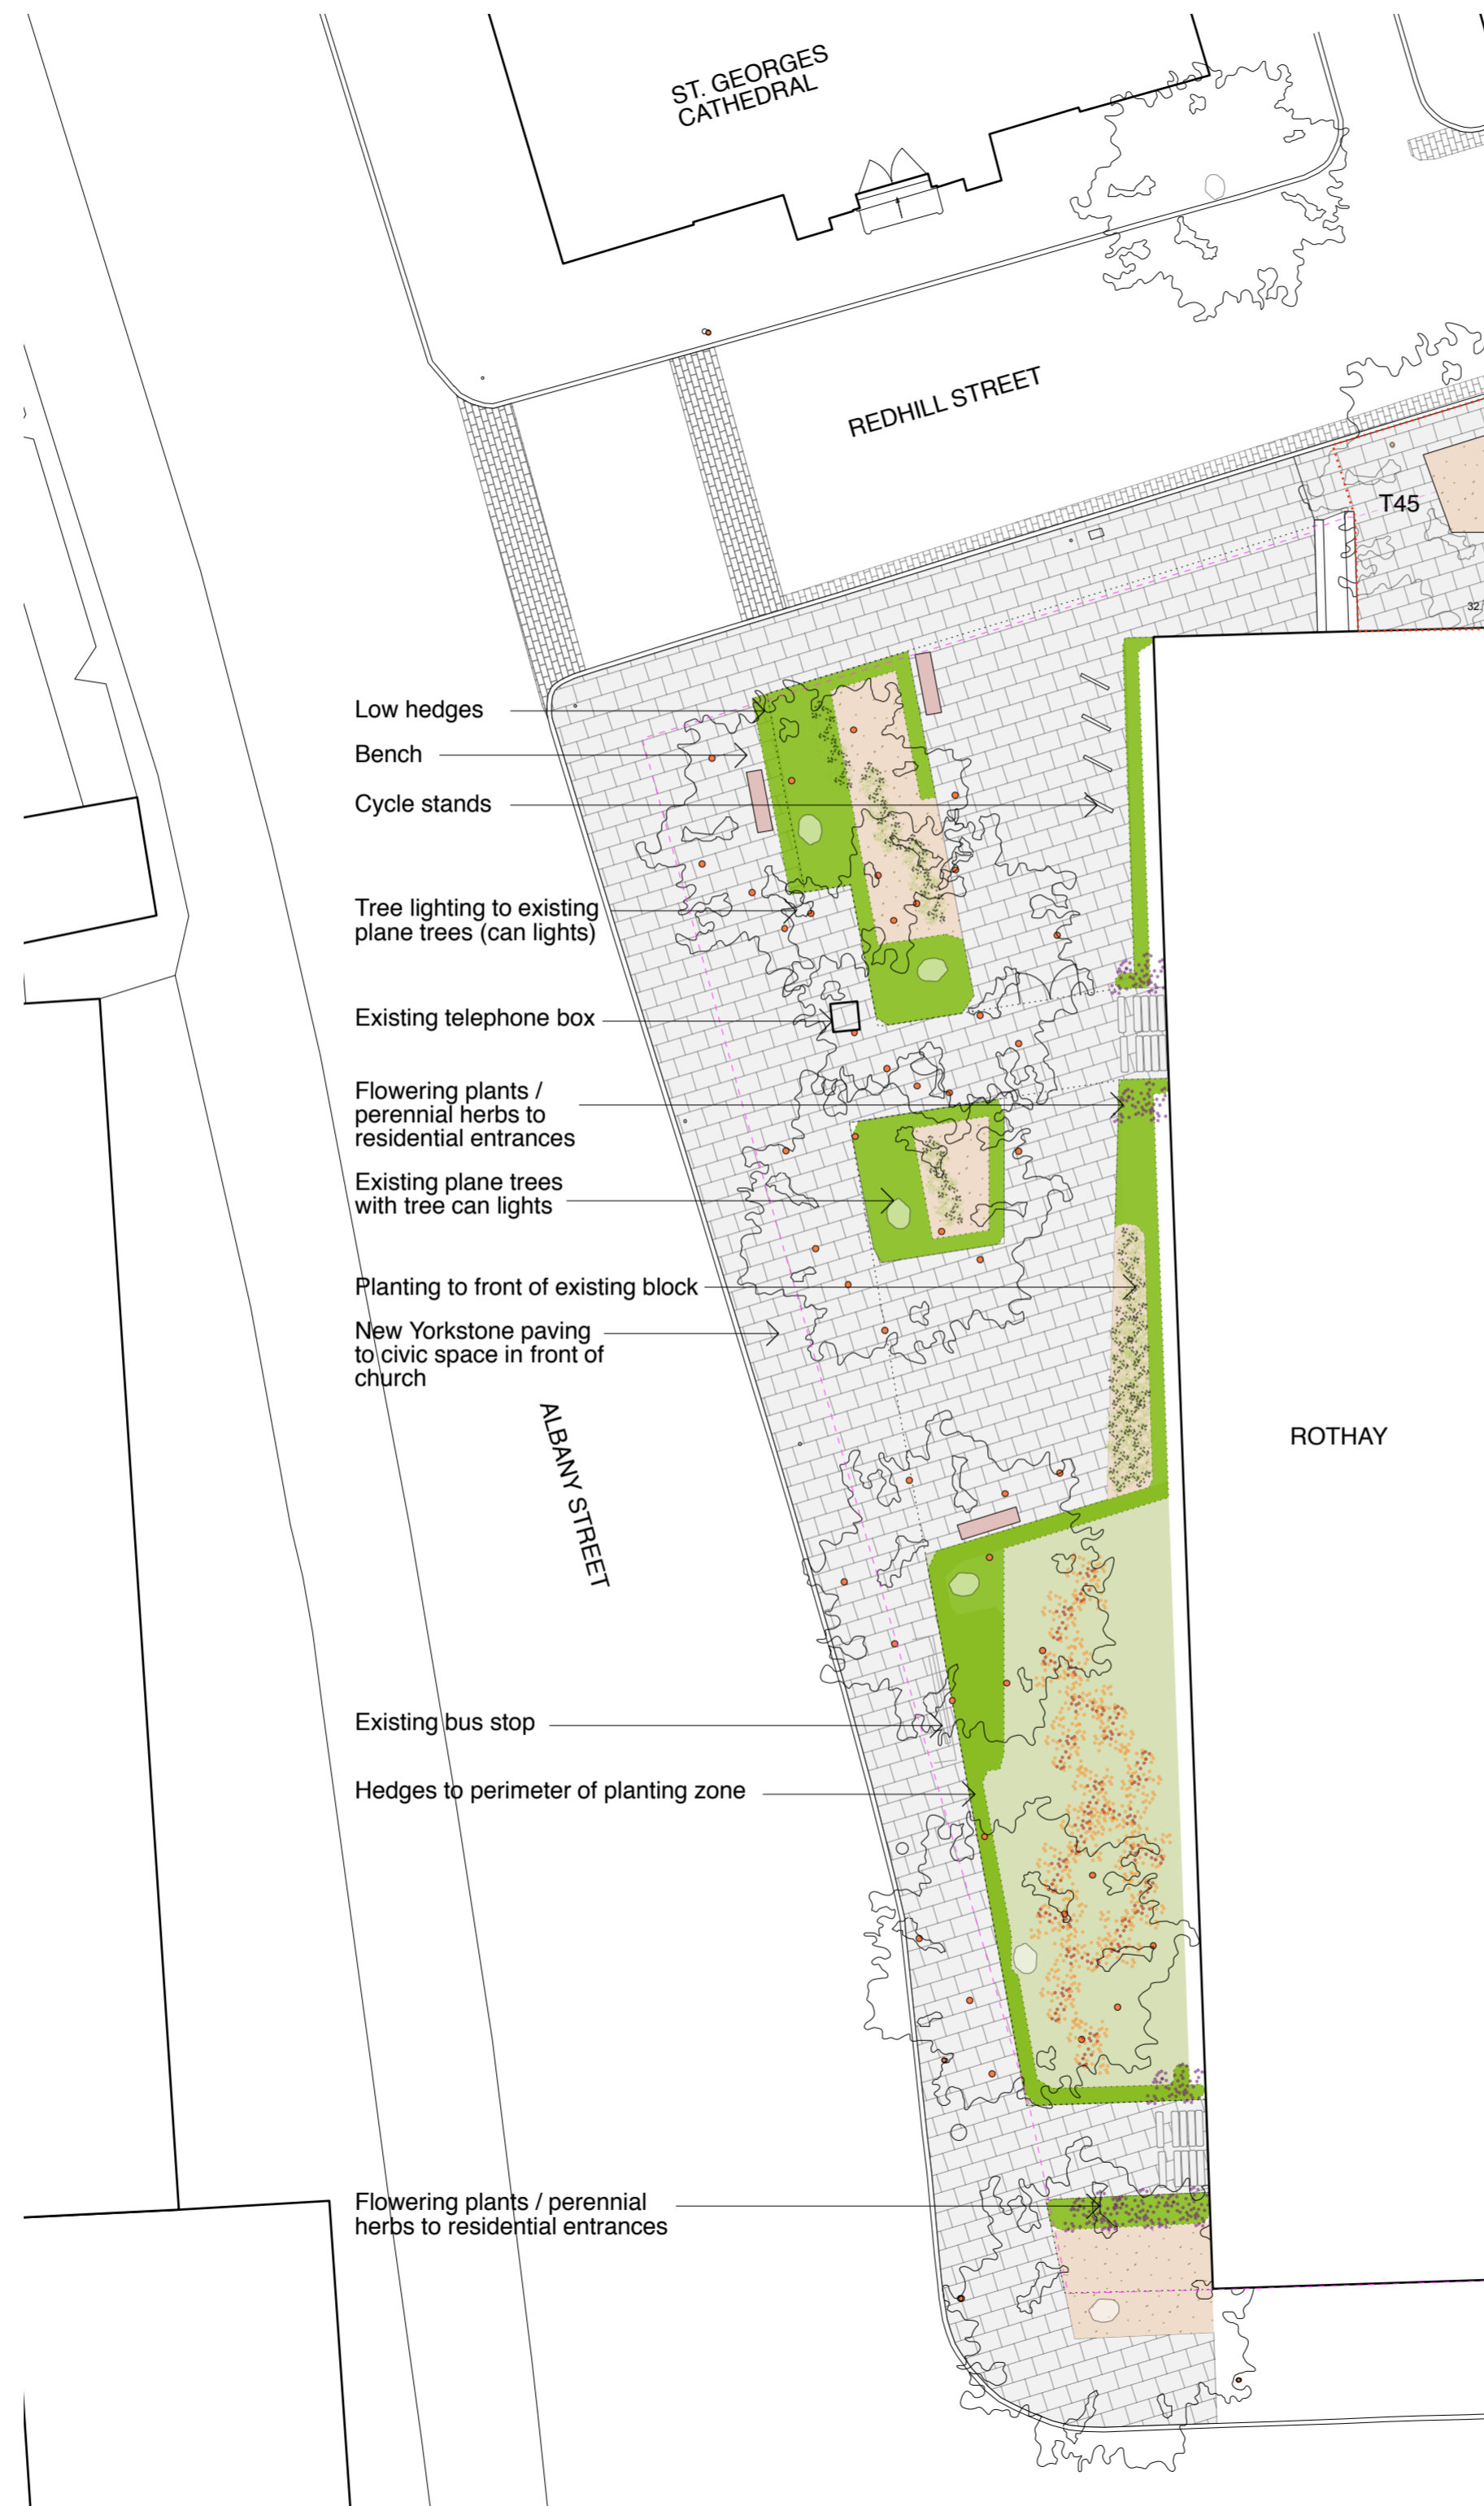 ST. GEORGES
CATHEDRAL
REDHILL STREET
T45
32
Low hedges
Bench
Cycle stands
Tree lighting to existing
plane trees (can lights)
Existing telephone box
Flowering plants /
perennial herbs to
residential entrances
Existing plane trees
with tree can lights
Planting to front of existing block
New Yorkstone paving
to civic space in front of
church
ALBANY STREET
ROTHAY
Existing bus stop
Hedges to perimeter of planting zone
Flowering plants / perennial
herbs to residential entrances